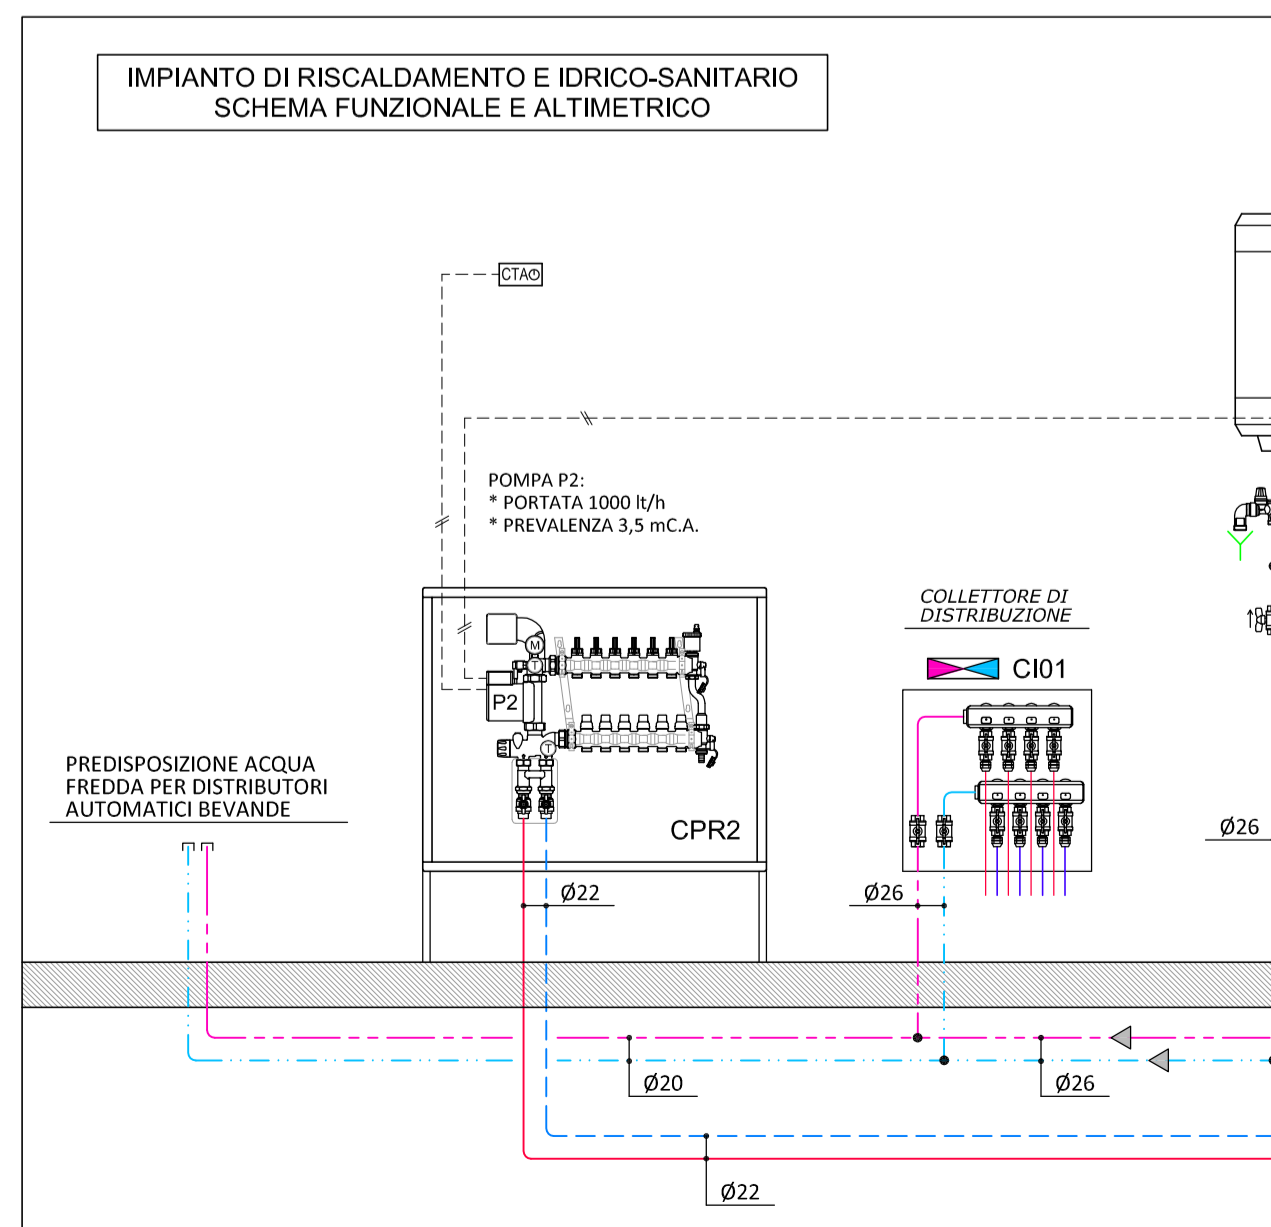 IMPIANTO DI RISCALDAMENTO E IDRICO-SANITARIO
SCHEMA FUNZIONALE E ALTIMETRICO
CTA
POMPA P2:
* PORTATA 1000 lt/h
* PREVALENZA 3,5 mC.A.
COLLETTORE DI
DISTRIBUZIONE
CI01
M
T
P2
T
CPR2
PREDISPOSIZIONE ACQUA
FREDDA PER DISTRIBUTORI
AUTOMATICI BEVANDE
Ø26
Ø22
Ø26
Ø20
Ø26
Ø22